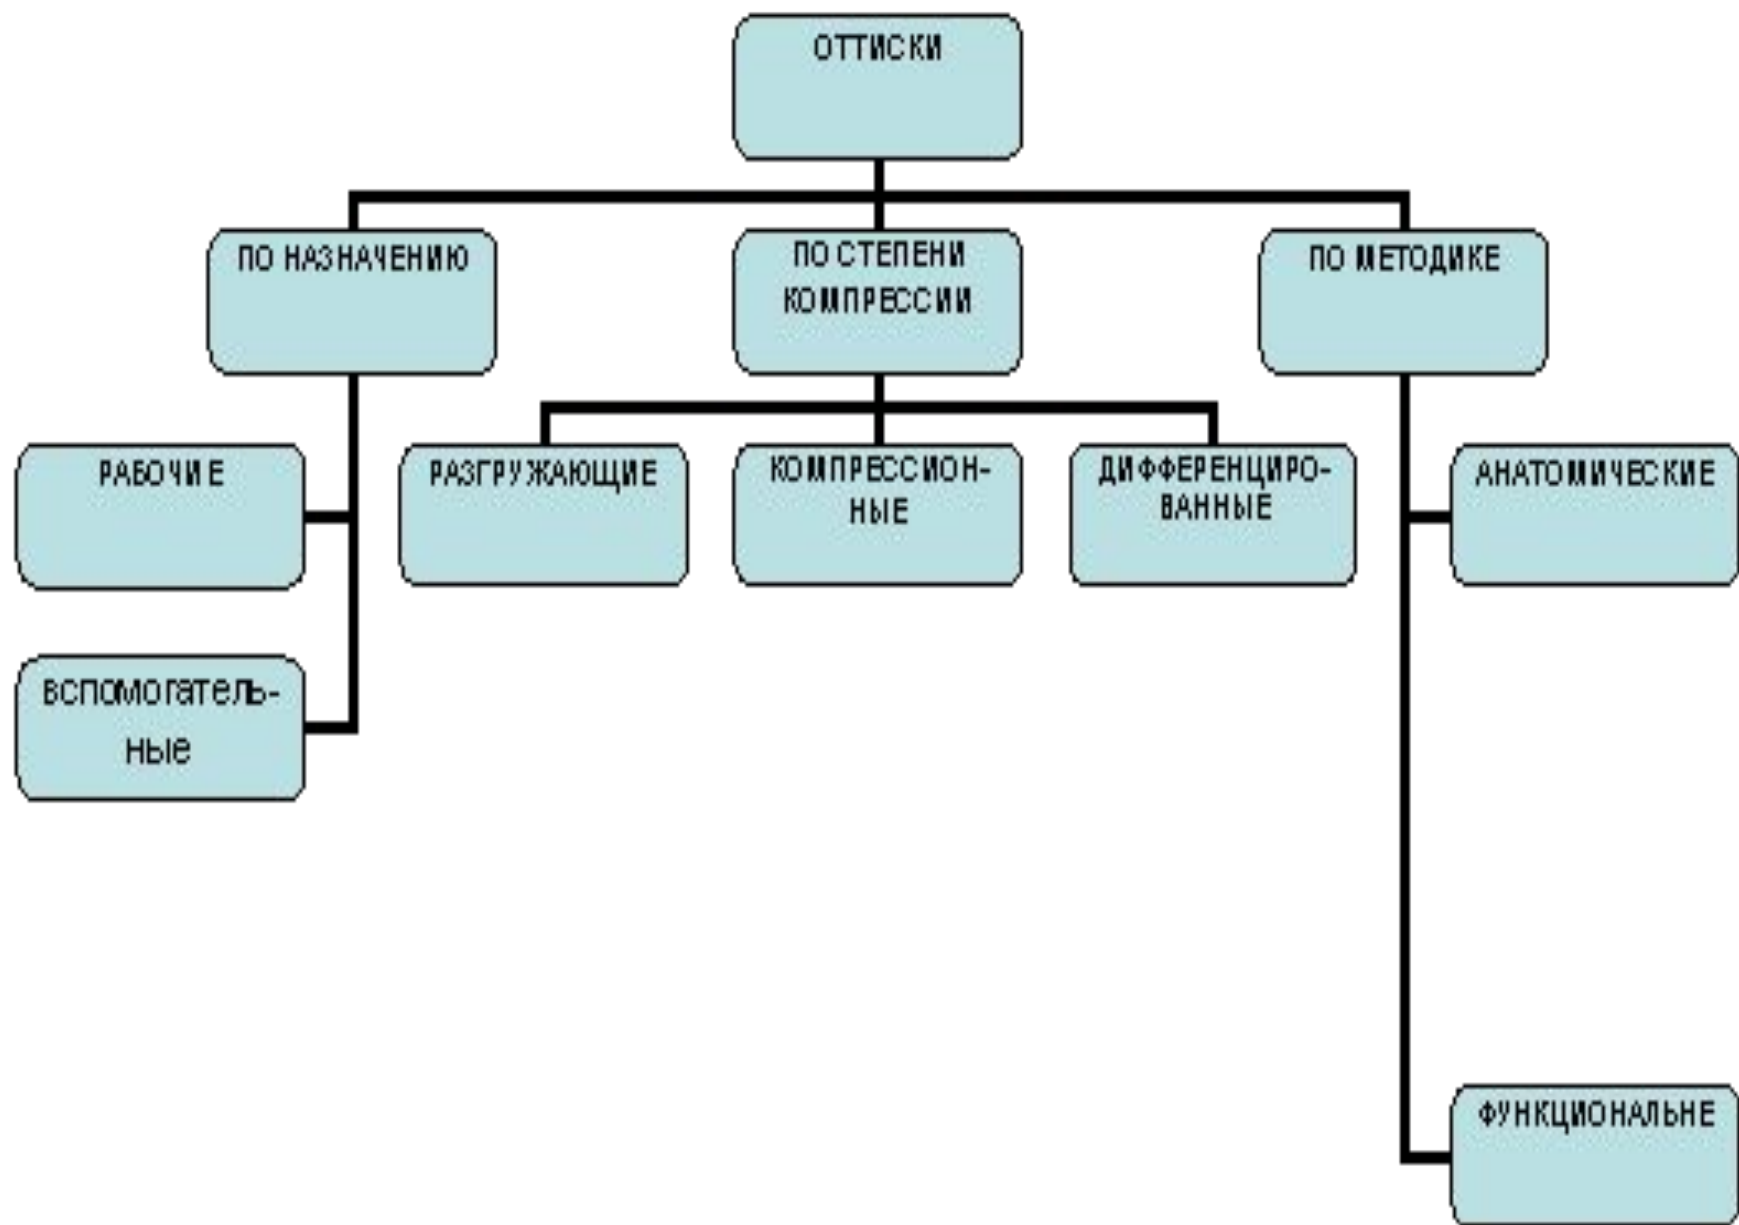 ОТТИСКИ
ПО НАЗНАЧЕНИЮ
ПО СТЕПЕНИ
КОМПРЕССИИ
ПО МЕТОДИКЕ
РАБОЧИЕ
РАЗГРУЖАЮЩИЕ
КОМПРЕССИОН-
НЫЕ
ДИФФЕРЕНЦИРО-
ВАННЫЕ
АНАТОМИЧЕСКИЕ
вспомогатель-
ные
ФУНКЦИОНАЛЬНЕ